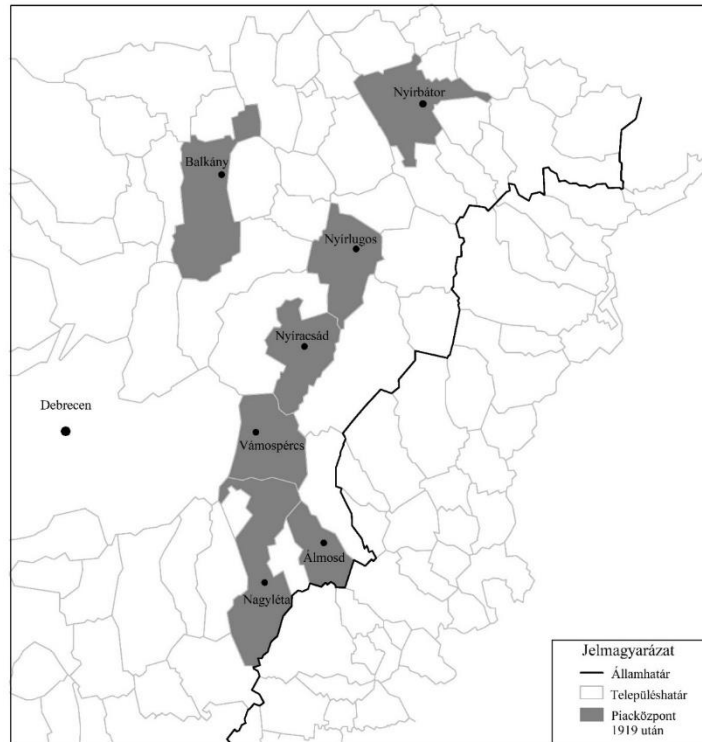 Nyírbátor
Balkány
Nyírlugos
Nyíracsád
Debrecen
Vámospércs
Álmosd
Nagyléta
Jelmagyarázat
Államhatár
Településhatár
Piacközpont
1919 után